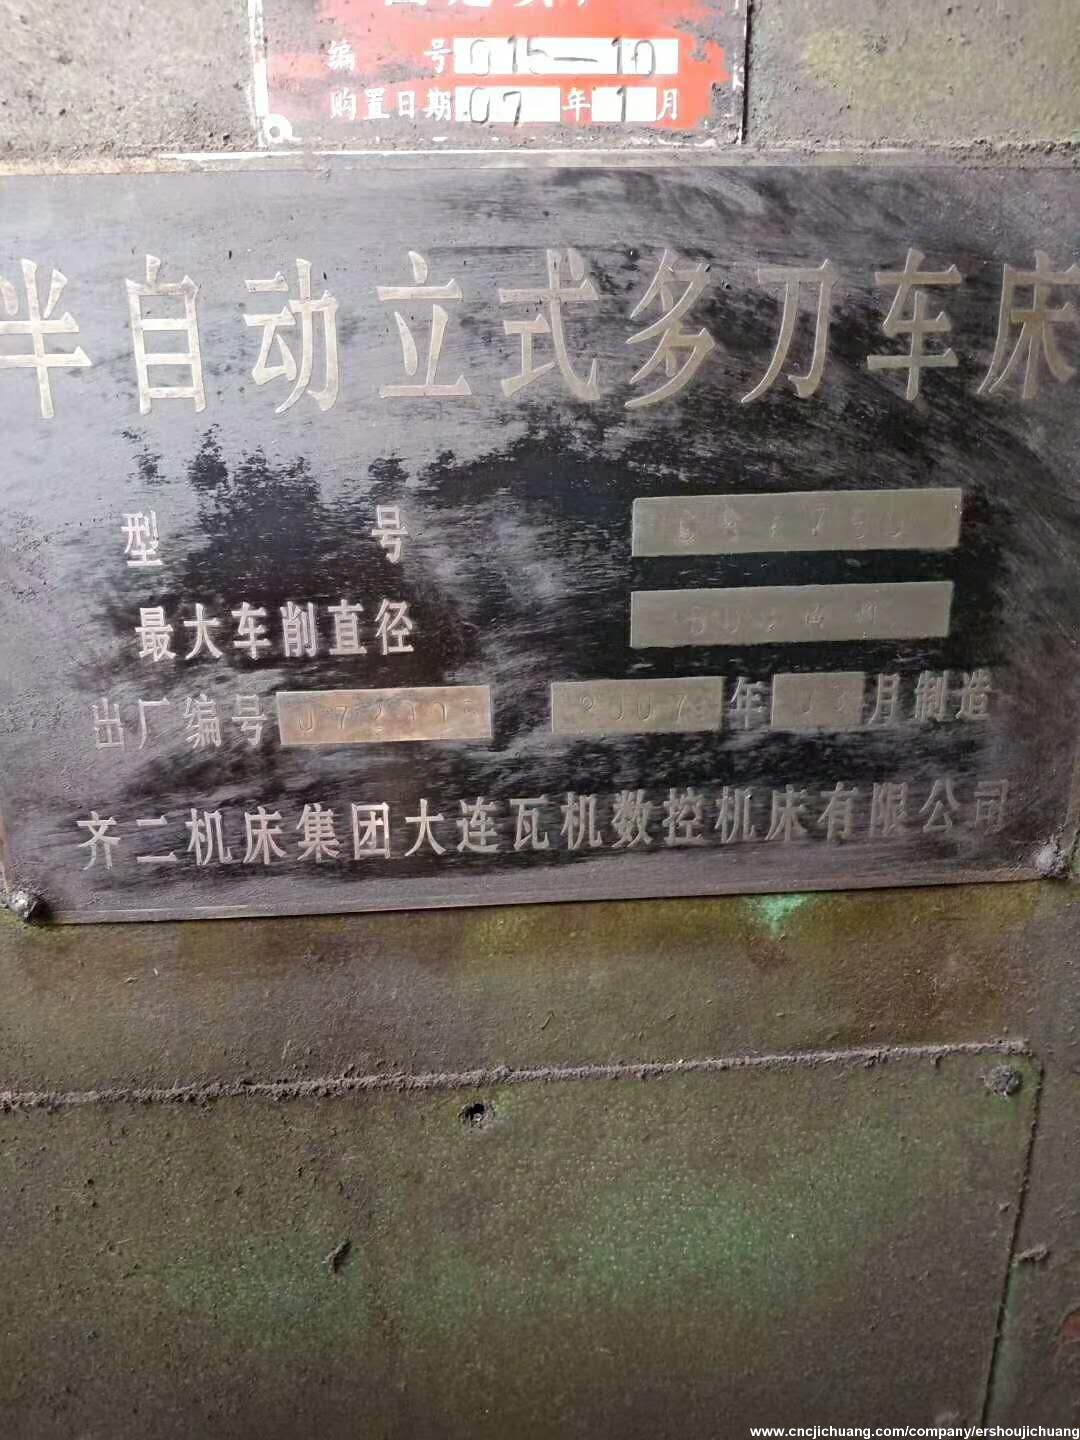 编 号 015-10
购置日期 07 年 1 月
半自动立式多刀车床
型 号
最大车削直径
出厂编号 2007 年 03 月制造
齐二机床集团大连瓦机数控机床有限公司
www.cncjichuang.com/company/ershoujichuang